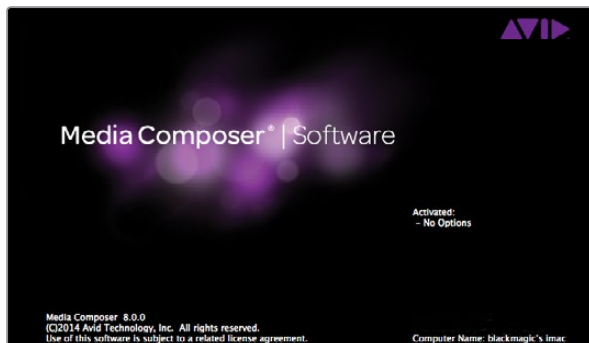 AVID
Media Composer® | Software
Activated:
– No Options
Media Composer 8.0.0
(C)2014 Avid Technology, Inc. All rights reserved.
Use of this software is subject to a related license agreement.
Computer Name: blackmagic's imac